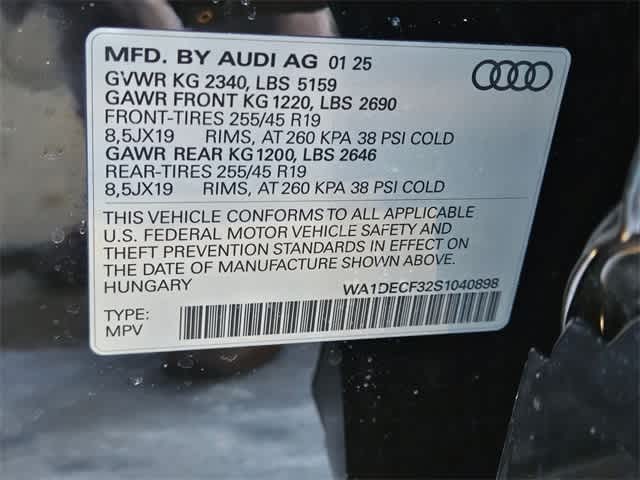 MFD. BY AUDI AG 01 25
GVWR KG 2340, LBS 5159
GAWR FRONT KG 1220, LBS 2690
FRONT-TIRES 255/45 R19
8,5JX19 RIMS, AT 260 KPA 38 PSI COLD
GAWR REAR KG 1200, LBS 2646
REAR-TIRES 255/45 R19
8,5JX19 RIMS, AT 260 KPA 38 PSI COLD
THIS VEHICLE CONFORMS TO ALL APPLICABLE
U.S. FEDERAL MOTOR VEHICLE SAFETY AND
THEFT PREVENTION STANDARDS IN EFFECT ON
THE DATE OF MANUFACTURE SHOWN ABOVE.
HUNGARY WA1DECF32S1040898
TYPE:
MPV